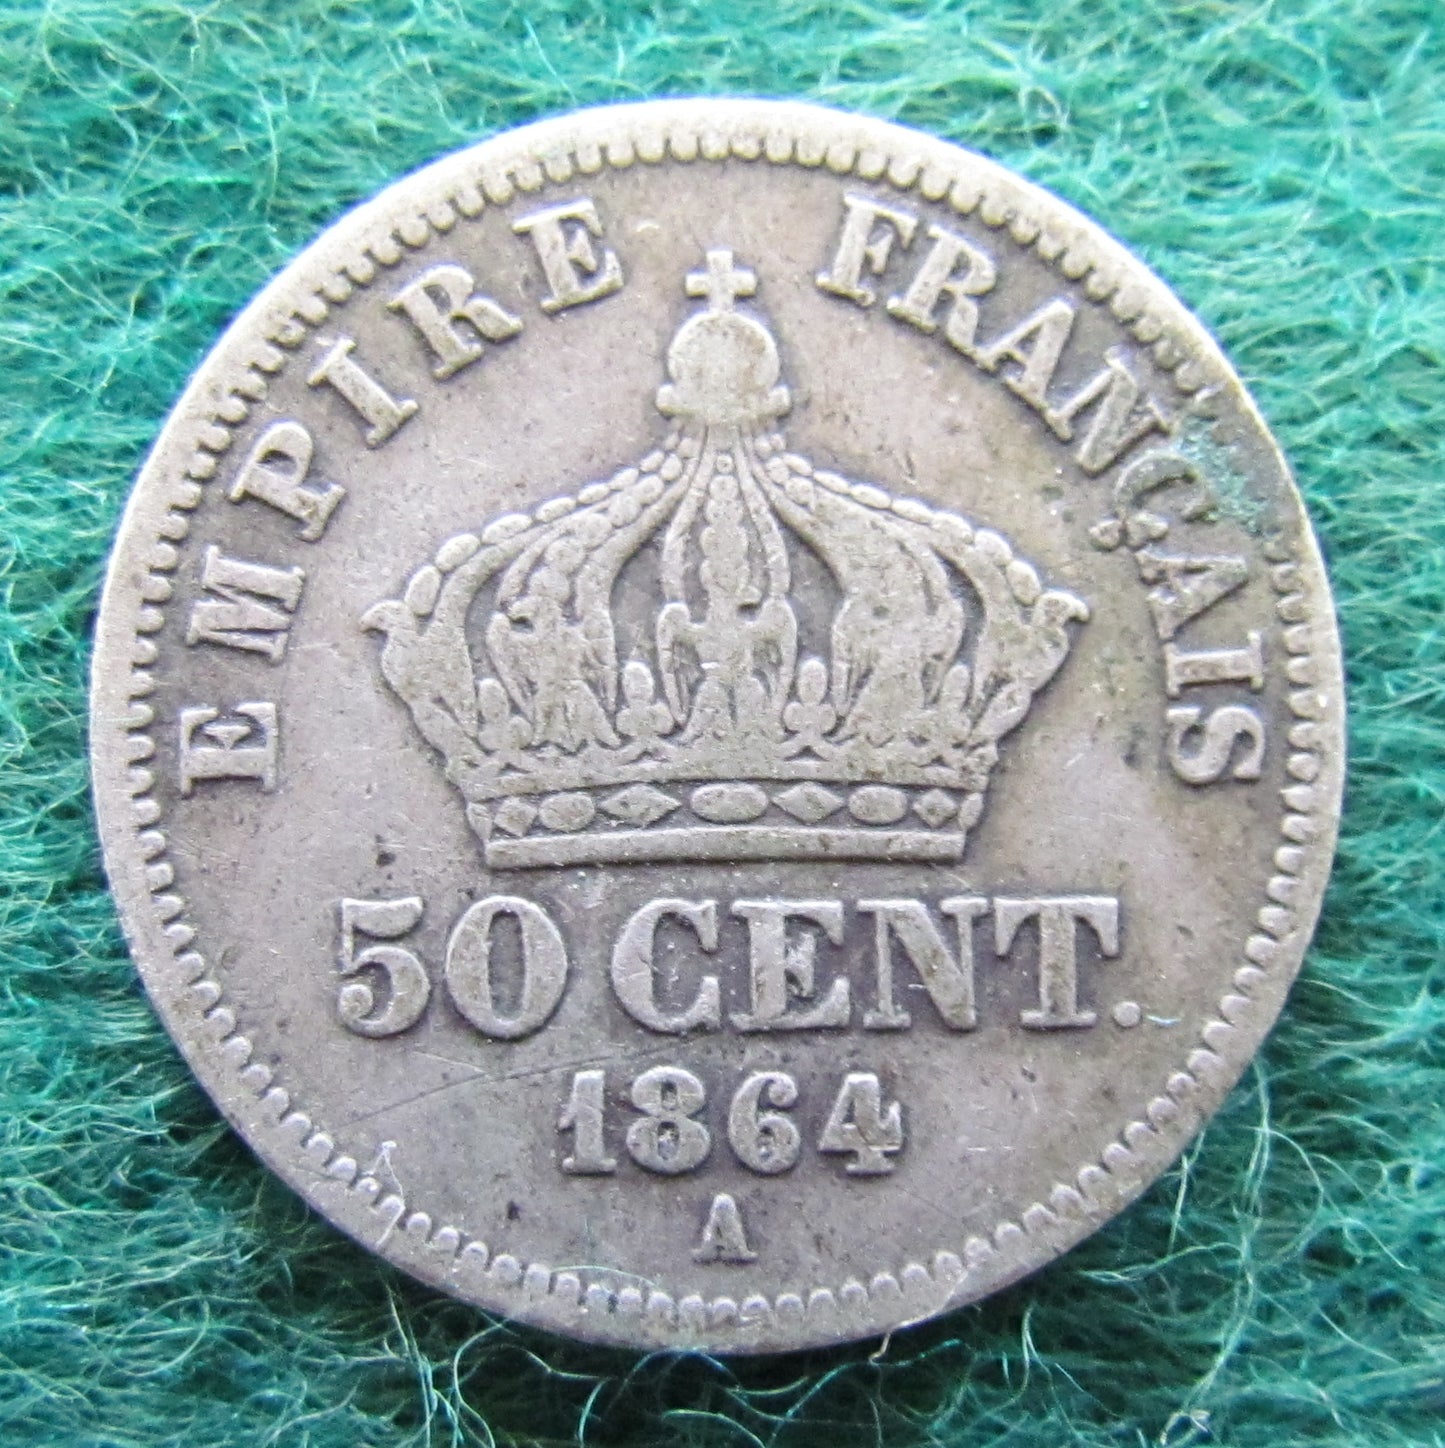 EMPIRE FRANÇAIS
50 CENT.
1864
A